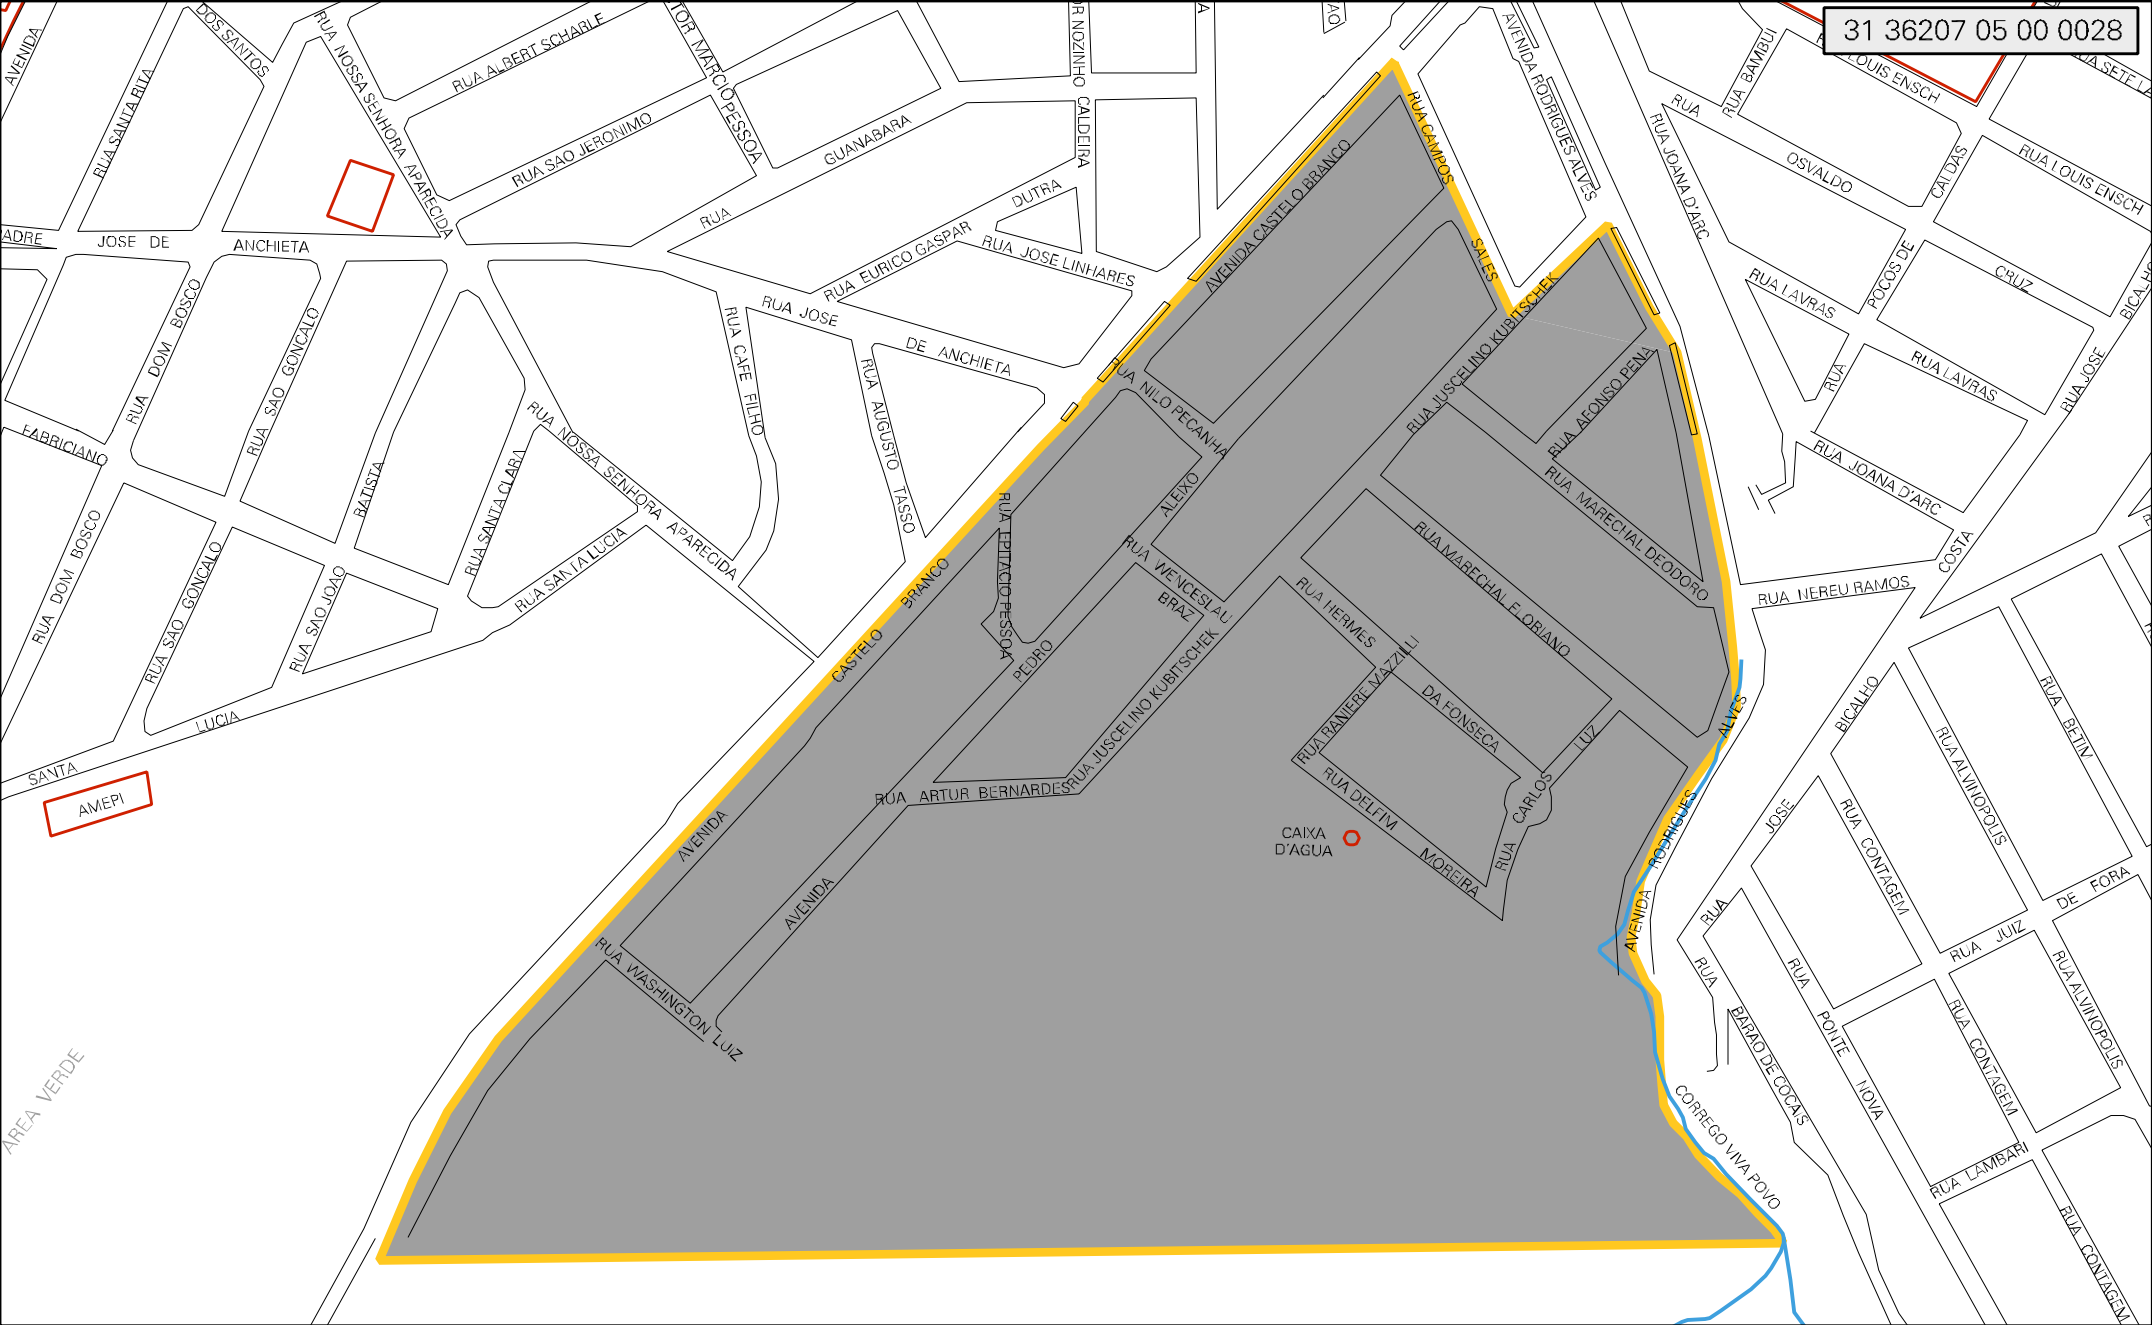 31 36207 05 00 0028
AVENIDA
DOS SANTOS
RUA SANTA RITA
RUA NOSSA SENHORA APARECIDA
RUA ALBERT SCHARLE
TOR MARCIO PESSOA
RUA SAO JERONIMO
RUA GUANABARA
OR NOZINHO CALDEIRA
RUA EURICO GASPAR DUTRA
RUA JOSE LINHARES
ADRE JOSE DE ANCHIETA
RUA JOSE DE ANCHIETA
RUA DOM BOSCO
RUA SAO GONCALO
FABRICIANO
BATISTA
RUA SANTA CLARA
RUA NOSSA SENHORA APARECIDA
RUA CAFE FILHO
RUA AUGUSTO TASSO
RUA DOM BOSCO
RUA SAO GONCALO
RUA SAO JOAO
RUA SANTA LUCIA
SANTA LUCIA
AMEPI
AREA VERDE
AVENIDA CASTELO BRANCO
RUA CAMPOS SALES
AVENIDA RODRIGUES ALVES
RUA NILO PECANHA
RUA JUSCELINO KUBITSCHEK
RUA AFONSO PENA
RUA MARECHAL DEODORO
RUA MARECHAL FLORIANO
RUA EPITACIO PESSOA
RUA WENCESLAU
BRAZ
AVENIDA PEDRO ALEIXO
RUA HERMES DA FONSECA
RUA RANIERE MAZZILLI
RUA JUSCELINO KUBITSCHEK
RUA ARTUR BERNARDES
RUA DELFIM MOREIRA
RUA CARLOS LUZ
CAIXA
D'AGUA
AVENIDA CASTELO BRANCO
RUA WASHINGTON LUIZ
AVENIDA RODRIGUES ALVES
CORREGO VIVA POVO
RUA BAMBUI
LOUIS ENSCH
RUA SETE LA
RUA LOUIS ENSCH
RUA OSVALDO CRUZ
RUA JOANA D'ARC
RUA POCOS DE CALDAS
RUA LAVRAS
RUA LAVRAS
RUA JOANA D'ARC
RUA NEREU RAMOS
RUA JOSE BICALHO COSTA
RUA JOSE BICALHO
RUA BETIM
RUA ALVINOPOLIS
RUA CONTAGEM
RUA JUIZ DE FORA
RUA ALVINOPOLIS
RUA PONTE NOVA
RUA BARAO DE COCAIS
RUA CONTAGEM
RUA LAMBARI
RUA CONTAGEM